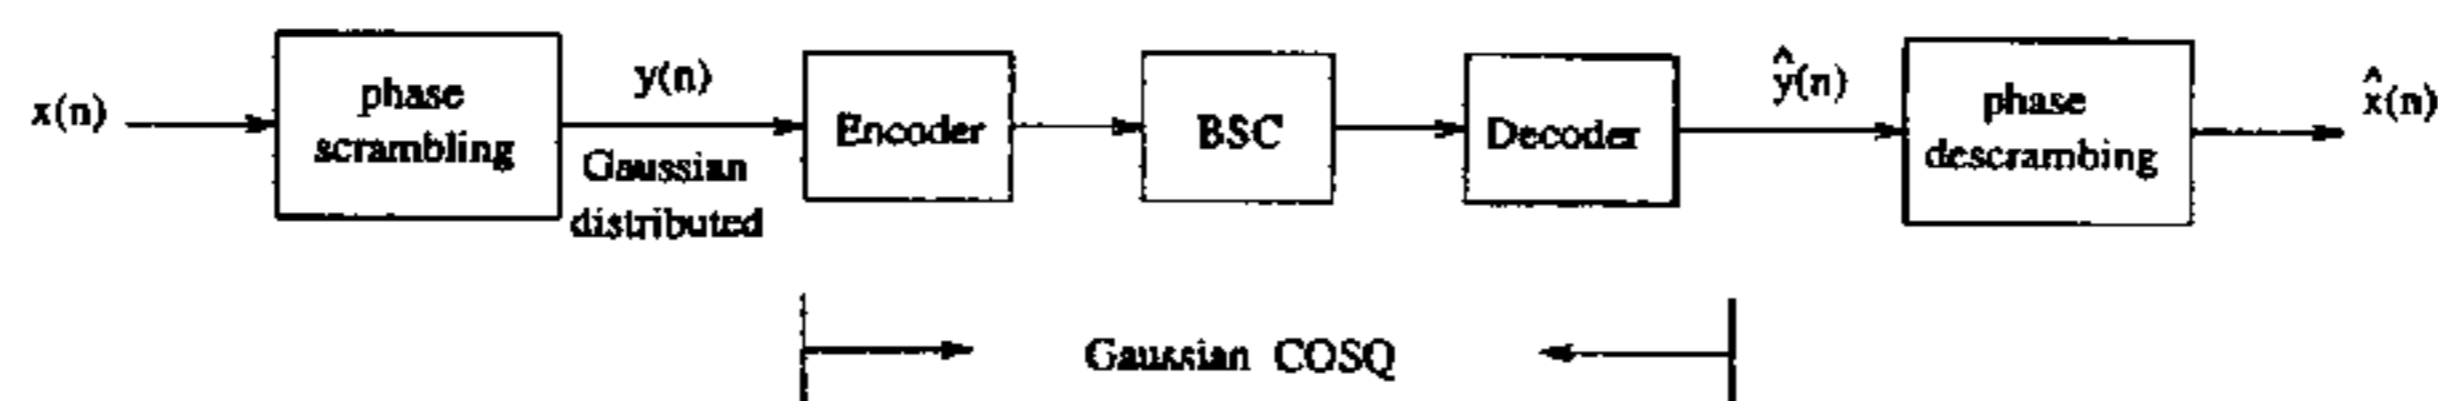 x(n)
phase
scrambling
y(n)
Gaussian
distributed
Encoder
BSC
Decoder
ŷ(n)
phase
descrambing
x̂(n)
Gaussian COSQ